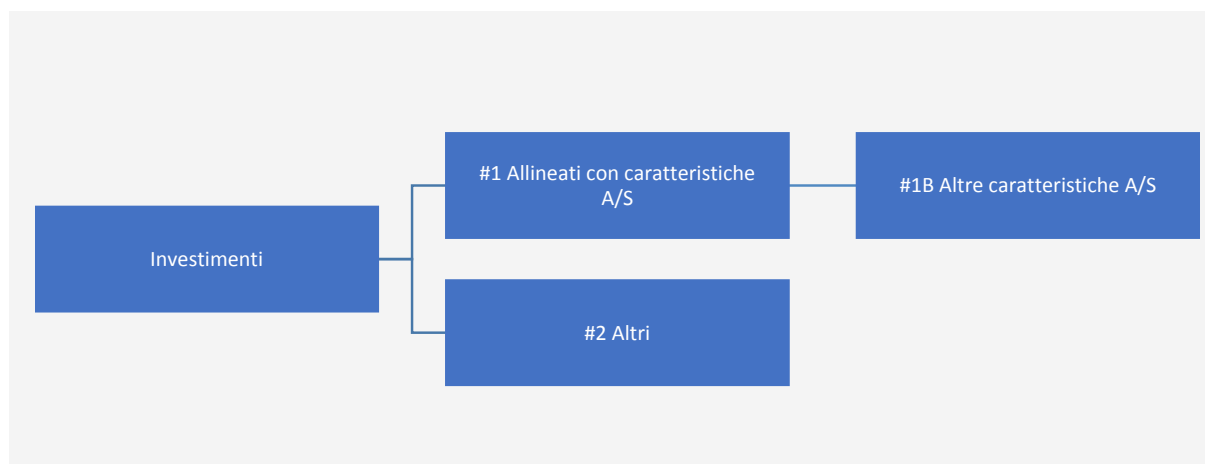 #1 Allineati con caratteristiche
A/S
#1B Altre caratteristiche A/S
Investimenti
#2 Altri